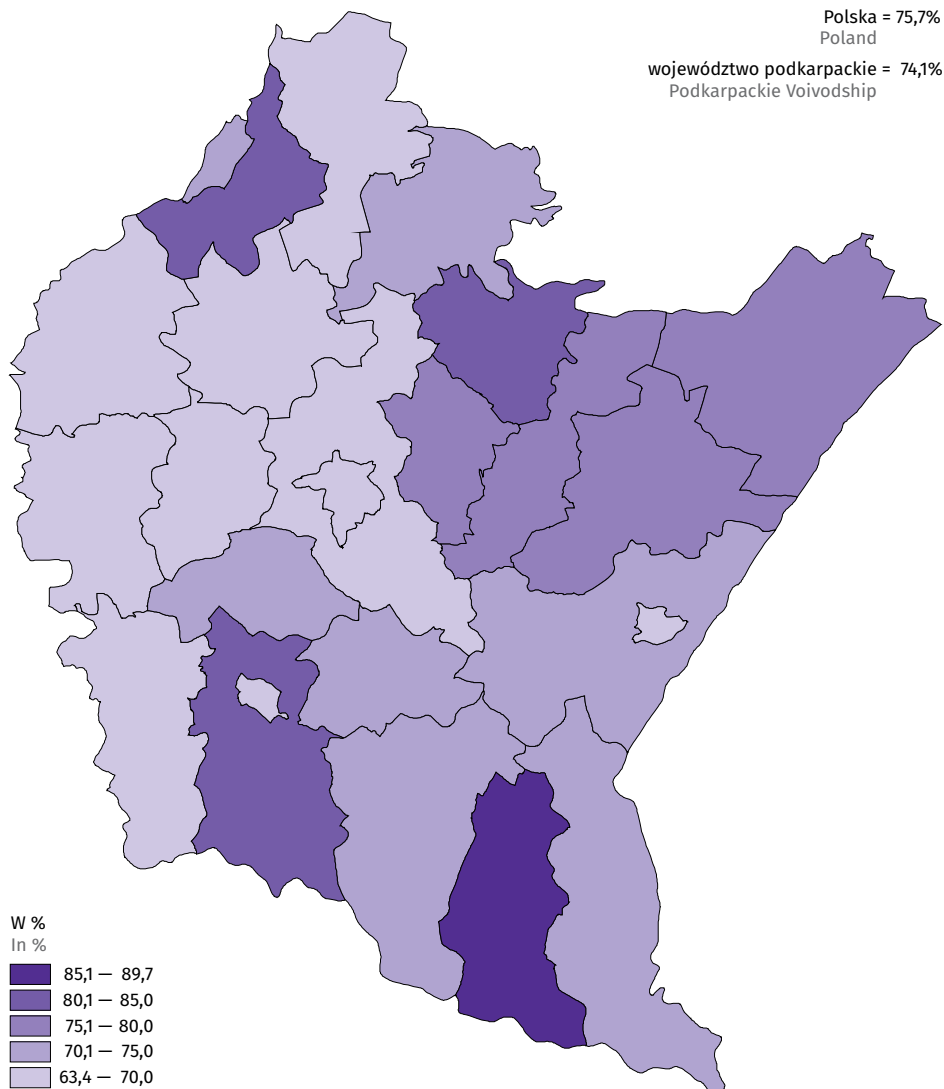 Polska = 75,7%
Poland
województwo podkarpackie = 74,1%
Podkarpackie Voivodship
W %
In %
85,1 — 89,7
80,1 — 85,0
75,1 — 80,0
70,1 — 75,0
63,4 — 70,0